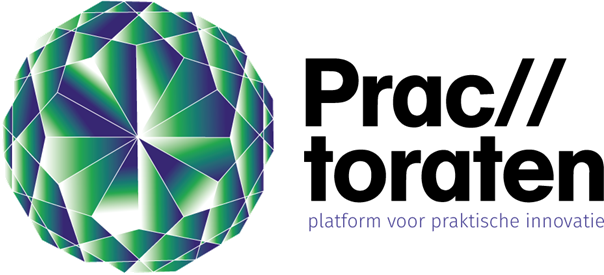 Prac//
toraten
platform voor praktische innovatie